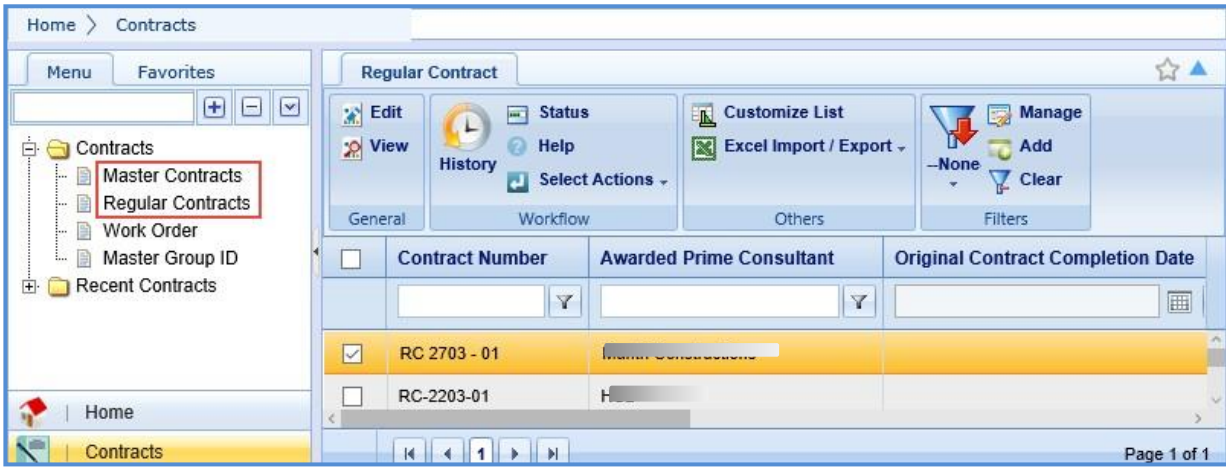 Home > Contracts
Menu Favorites
Regular Contract
Contracts
Master Contracts
Regular Contracts
Work Order
Master Group ID
Recent Contracts
Home
Contracts
Edit
View
General
History
Status
Help
Select Actions
Workflow
Customize List
Excel Import / Export
Others
--None
Manage
Add
Clear
Filters
Contract Number Awarded Prime Consultant Original Contract Completion Date
RC 2703 - 01
RC-2203-01
1
Page 1 of 1